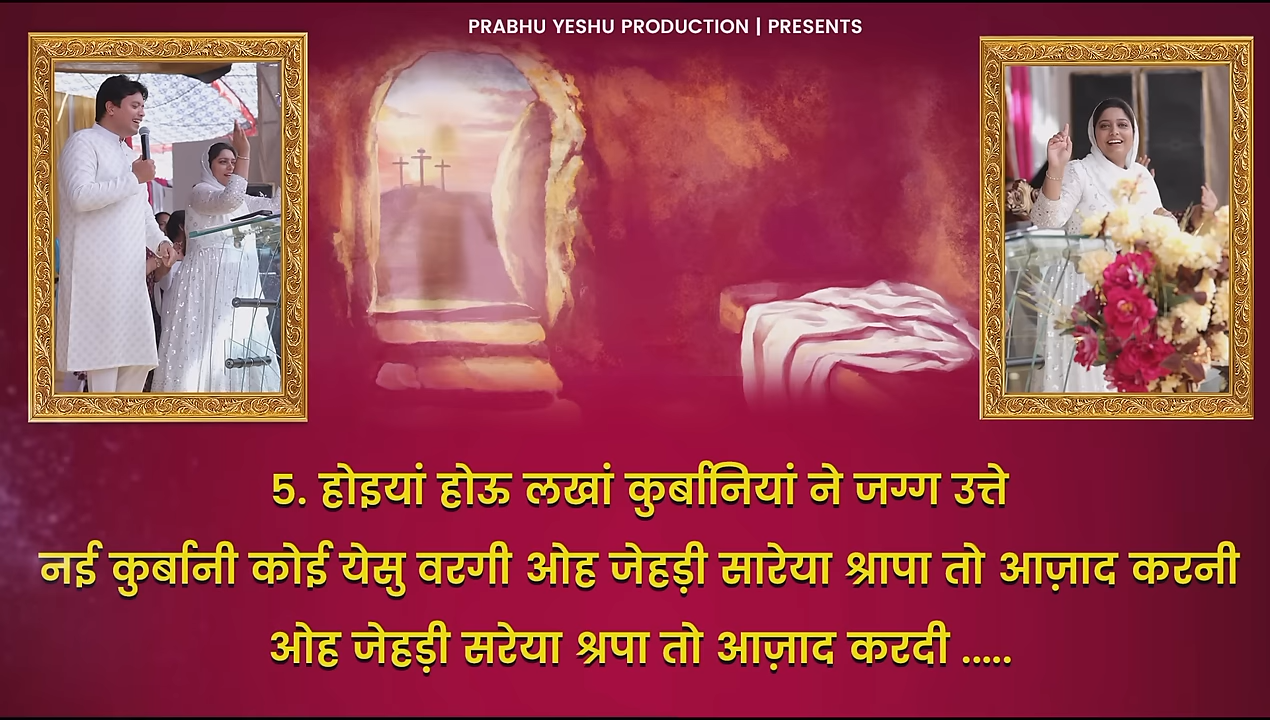 PRABHU YESHU PRODUCTION | PRESENTS
5. होइयां होऊ लखां कुर्बानियां ने जग्ग उत्ते
नई कुर्बानी कोई येसु वरगी ओह जेहड़ी सारेया श्रापा तो आज़ाद करनी
ओह जेहड़ी सरेया श्रपा तो आज़ाद करदी .....